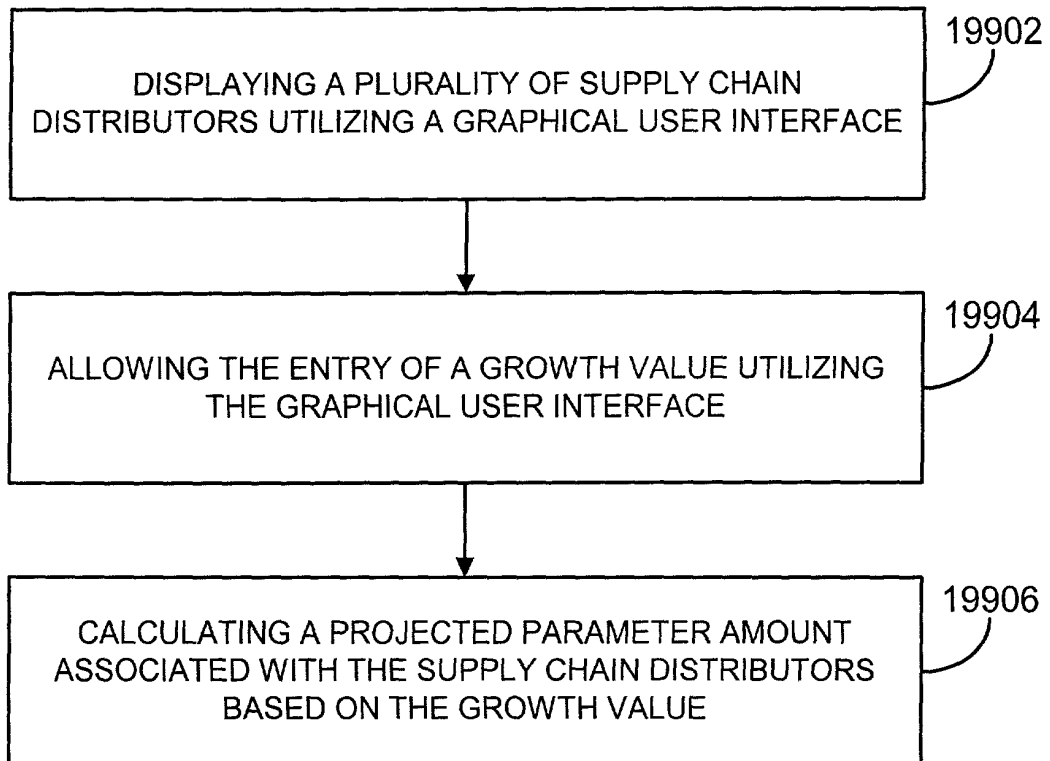 19902
DISPLAYING A PLURALITY OF SUPPLY CHAIN
DISTRIBUTORS UTILIZING A GRAPHICAL USER INTERFACE
19904
ALLOWING THE ENTRY OF A GROWTH VALUE UTILIZING
THE GRAPHICAL USER INTERFACE
19906
CALCULATING A PROJECTED PARAMETER AMOUNT
ASSOCIATED WITH THE SUPPLY CHAIN DISTRIBUTORS
BASED ON THE GROWTH VALUE